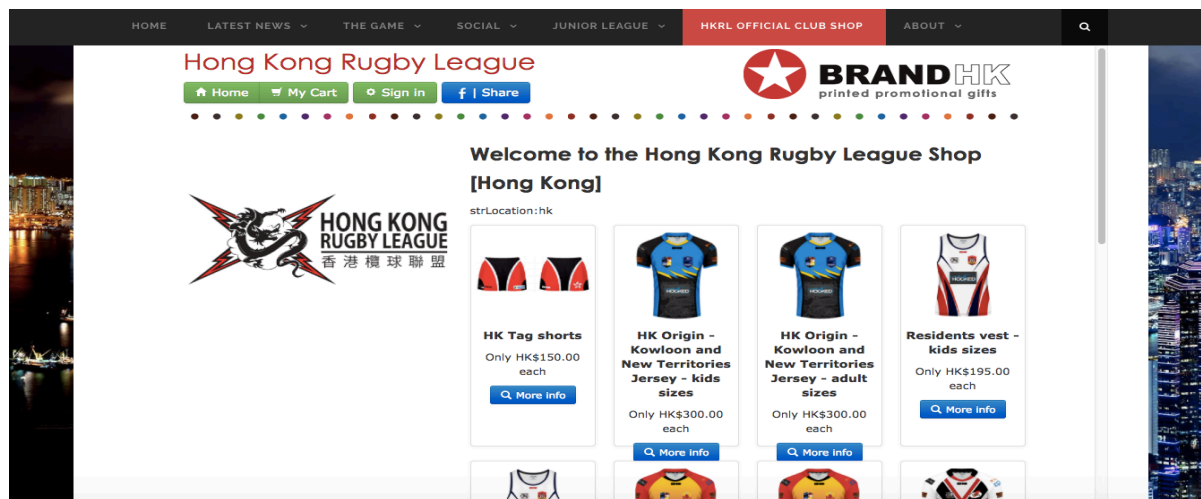 HOME LATEST NEWS THE GAME SOCIAL JUNIOR LEAGUE HKRL OFFICIAL CLUB SHOP ABOUT
Hong Kong Rugby League
Home My Cart Sign in f | Share
BRANDHK
printed promotional gifts
Welcome to the Hong Kong Rugby League Shop
[Hong Kong]
strLocation:hk
HONG KONG
RUGBY LEAGUE
香港欖球聯盟
HK Tag shorts
Only HK$150.00
each
More info
HOOKED
HK Origin -
Kowloon and
New Territories
Jersey - kids
sizes
Only HK$300.00
each
More info
HOOKED
HK Origin -
Kowloon and
New Territories
Jersey - adult
sizes
Only HK$300.00
each
More info
HOOKED
Residents vest -
kids sizes
Only HK$195.00
each
More info